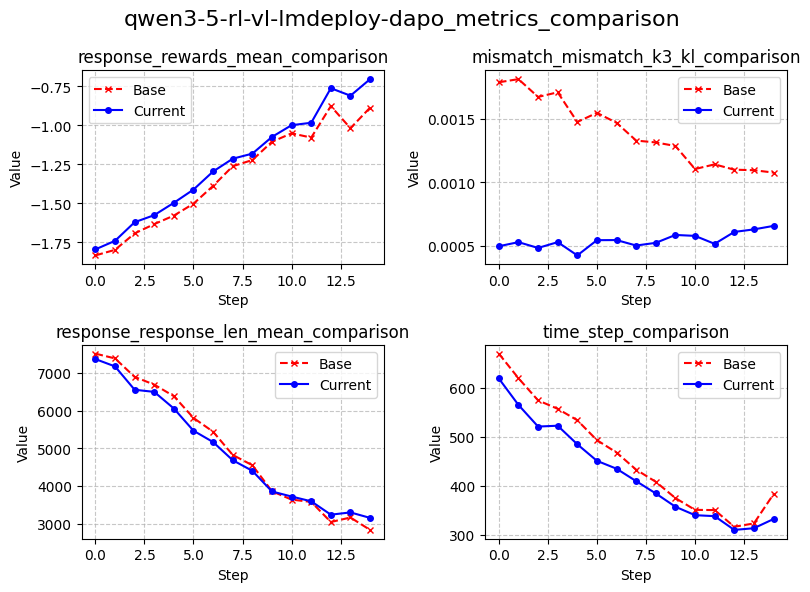 qwen3-5-rl-vl-lmdeploy-dapo_metrics_comparison
response_rewards_mean_comparison
Base
Current
−0.75
−1.00
−1.25
−1.50
−1.75
Value
0.0 2.5 5.0 7.5 10.0 12.5
Step
mismatch_mismatch_k3_kl_comparison
Base
Current
0.0015
0.0010
0.0005
Value
0.0 2.5 5.0 7.5 10.0 12.5
Step
response_response_len_mean_comparison
Base
Current
7000
6000
5000
4000
3000
Value
0.0 2.5 5.0 7.5 10.0 12.5
Step
time_step_comparison
Base
Current
600
500
400
300
Value
0.0 2.5 5.0 7.5 10.0 12.5
Step